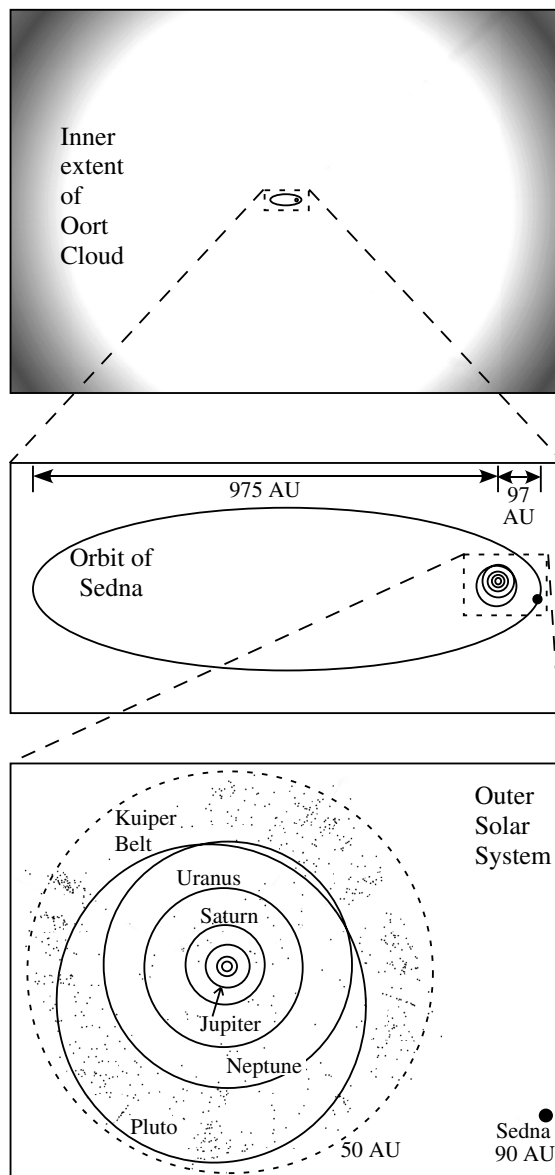 Inner
extent
of
Oort
Cloud
975 AU
97
AU
Orbit of
Sedna
Kuiper
Belt
Outer
Solar
System
Uranus
Saturn
Jupiter
Neptune
Pluto
50 AU
Sedna
90 AU